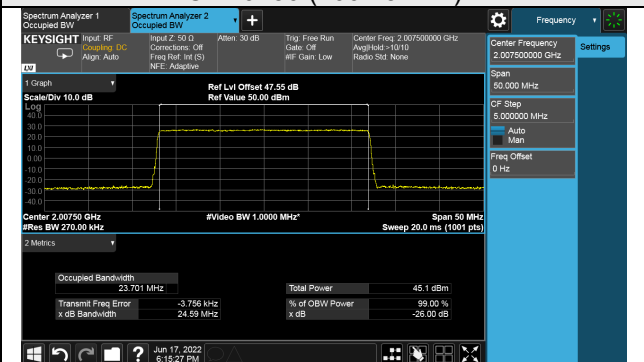 Spectrum Analyzer 1
Occupied BW
Spectrum Analyzer 2
Occupied BW
Frequency
KEYSIGHT
Input: RF
Coupling: DC
Align: Auto
Input Z: 50 Ω
Corrections: Off
Freq Ref: Int (S)
NFE: Adaptive
Atten: 30 dB
Trig: Free Run
Gate: Off
#IF Gain: Low
Center Freq: 2.007500000 GHz
Avg|Hold:>10/10
Radio Std: None
LXI
Center Frequency
2.007500000 GHz
Settings
Span
50.000 MHz
CF Step
5.000000 MHz
Auto
Man
Freq Offset
0 Hz
1 Graph
Scale/Div 10.0 dB
Ref Lvl Offset 47.55 dB
Ref Value 50.00 dBm
Log
40.0
30.0
20.0
10.0
0.00
-10.0
-20.0
-30.0
-40.0
Center 2.00750 GHz
#Video BW 1.0000 MHz*
Span 50 MHz
#Res BW 270.00 kHz
Sweep 20.0 ms (1001 pts)
2 Metrics
Occupied Bandwidth
23.701 MHz
Total Power 45.1 dBm
Transmit Freq Error -3.756 kHz
% of OBW Power 99.00 %
x dB Bandwidth 24.59 MHz
x dB -26.00 dB
Jun 17, 2022
6:15:27 PM